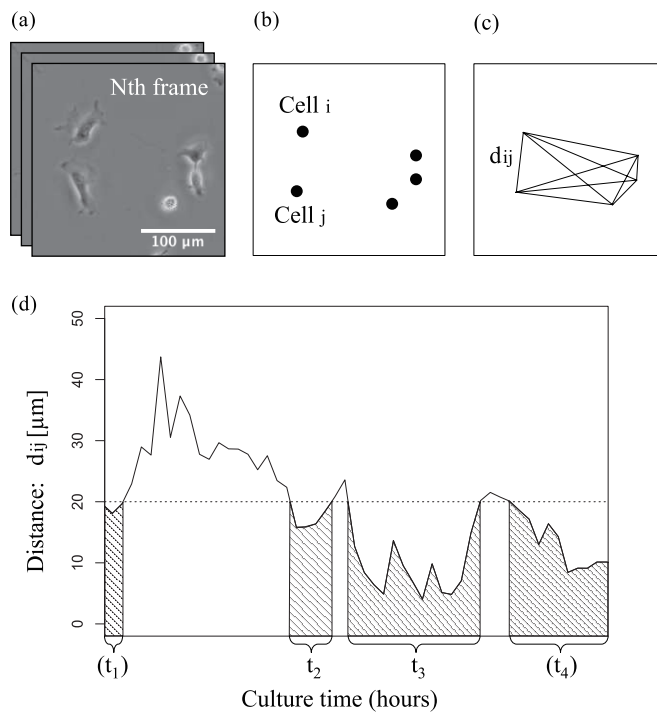 (a)
(b)
(c)
Nth frame
100 µm
Cell i
Cell j
dij
(d)
50
40
30
20
10
0
Distance: dij [µm]
(t1)
t2
t3
(t4)
Culture time (hours)